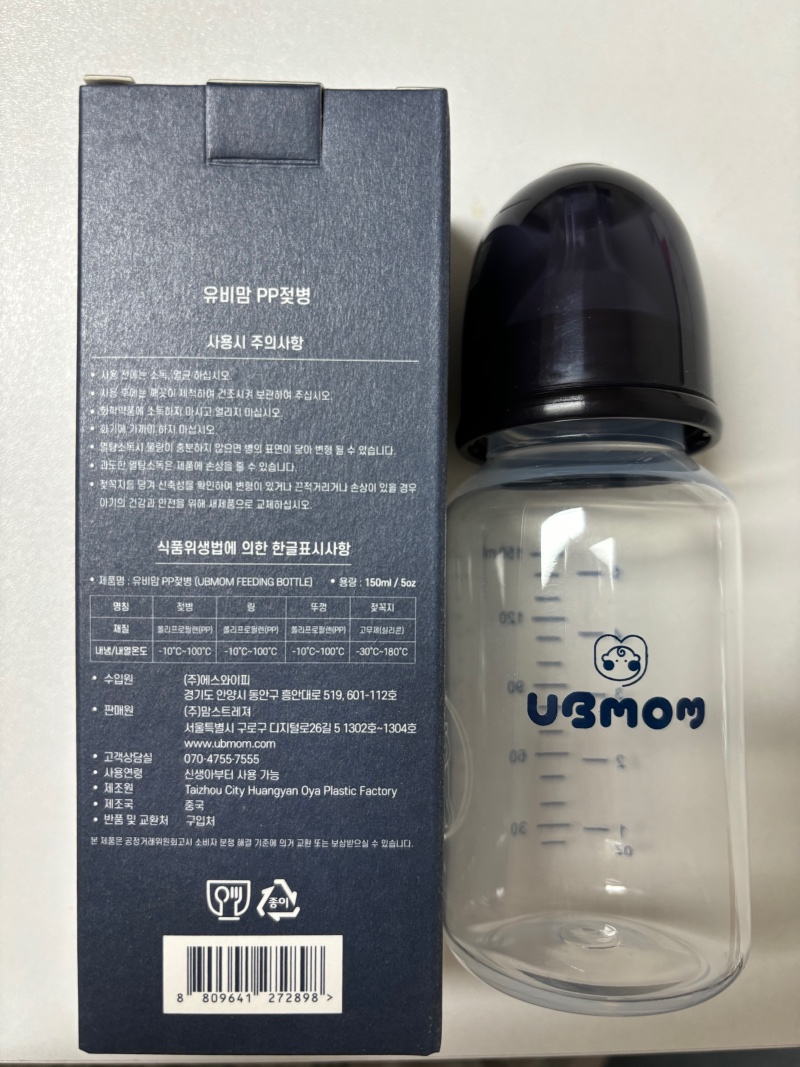 유비맘 PP젖병
사용시 주의사항
• 사용 전에는 소독, 멸균 하십시오.
• 사용 후에는 깨끗이 세척하여 건조시켜 보관하여 주십시오.
• 화학약품에 소독하지 마시고 얼리지 마십시오.
• 화기에 가까이 하지 마십시오.
• 열탕소독시 물량이 충분하지 않으면 병의 표면이 닿아 변형 될 수 있습니다.
• 과도한 열탕소독은 제품에 손상을 줄 수 있습니다.
• 젖꼭지를 당겨 신축성을 확인하여 변형이 있거나 끈적거리거나 손상이 있을 경우
아기의 건강과 안전을 위해 새제품으로 교체하십시오.
식품위생법에 의한 한글표시사항
• 제품명 : 유비맘 PP젖병 (UBMOM FEEDING BOTTLE) • 용량 : 150ml / 5oz
명칭 젖병 링 뚜껑 젖꼭지
재질 폴리프로필렌(PP) 폴리프로필렌(PP) 폴리프로필렌(PP) 고무제(실리콘)
내냉/내열온도 -10°C~100°C -10°C~100°C -10°C~100°C -30°C~180°C
• 수입원 (주)에스와이피
경기도 안양시 동안구 흥안대로 519, 601-112호
• 판매원 (주)맘스트레져
서울특별시 구로구 디지털로26길 5 1302호~1304호
www.ubmom.com
• 고객상담실 070-4755-7555
• 사용연령 신생아부터 사용 가능
• 제조원 Taizhou City Huangyan Oya Plastic Factory
• 제조국 중국
• 반품 및 교환처 구입처
본 제품은 공정거래위원회고시 소비자 분쟁 해결 기준에 의거 교환 또는 보상받으실 수 있습니다.
종이
8 809641 272898 >
150ml
120
4
90
3
UBMOM
60
2
30
1
oz